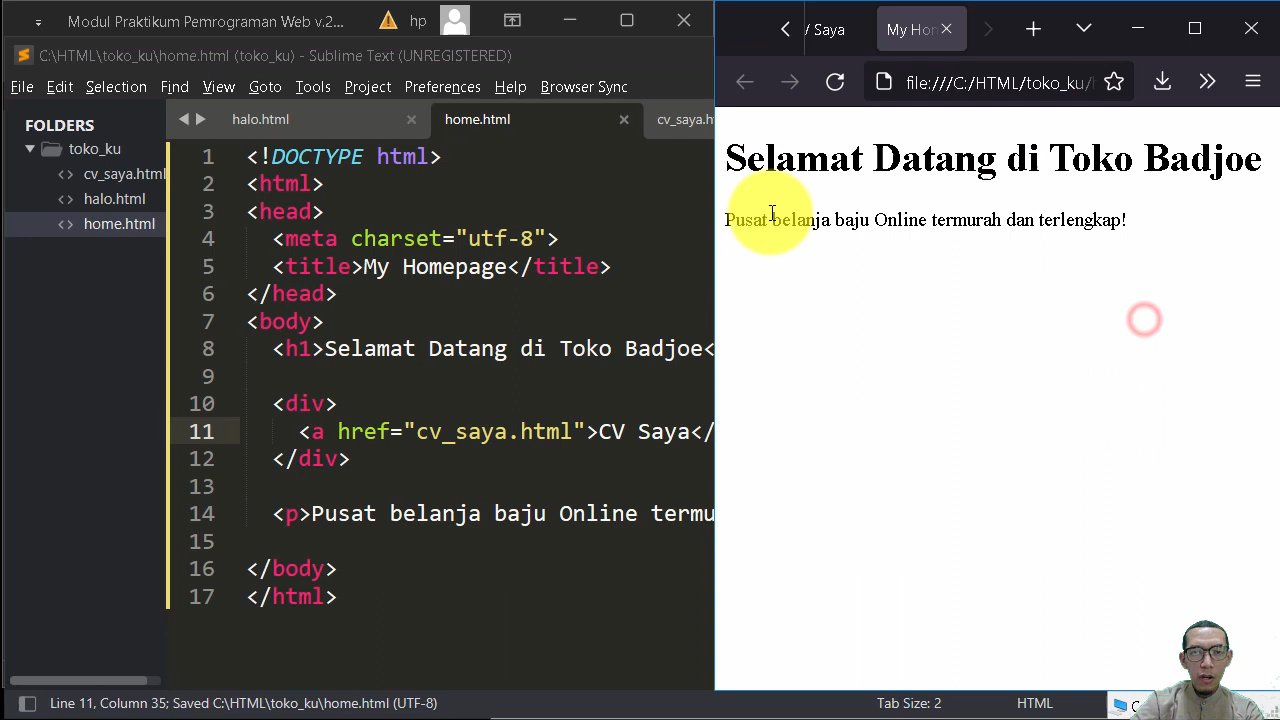 Modul Praktikum Pemrograman Web v.2...
hp
C:\HTML\toko_ku\home.html (toko_ku) - Sublime Text (UNREGISTERED)
File Edit Selection Find View Goto Tools Project Preferences Help Browser Sync
FOLDERS
toko_ku
cv_saya.html
halo.html
home.html
halo.html home.html cv_saya.h
1 <!DOCTYPE html>
2 <html>
3 <head>
4 <meta charset="utf-8">
5 <title>My Homepage</title>
6 </head>
7 <body>
8 <h1>Selamat Datang di Toko Badjoe<
9
10 <div>
11 <a href="cv_saya.html">CV Saya</
12 </div>
13
14 <p>Pusat belanja baju Online termu
15
16 </body>
17 </html>
Line 11, Column 35; Saved C:\HTML\toko_ku\home.html (UTF-8)
Tab Size: 2
HTML
Saya
My Hor
file:///C:/HTML/toko_ku/
Selamat Datang di Toko Badjoe
Pusat belanja baju Online termurah dan terlengkap!